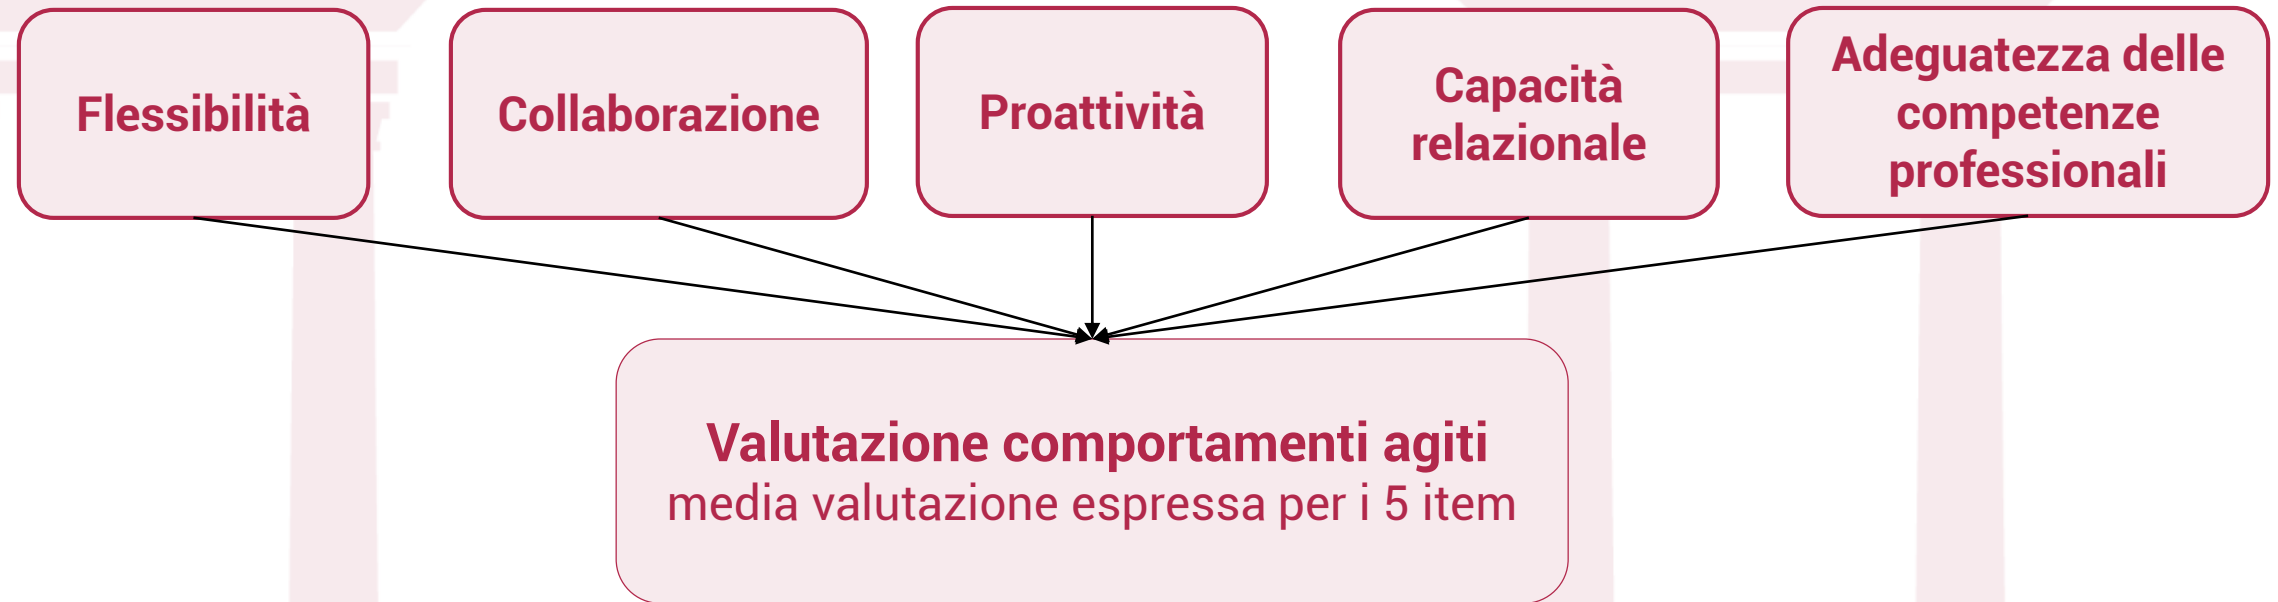 Flessibilità
Collaborazione
Proattività
Capacità
relazionale
Adeguatezza delle
competenze
professionali
Valutazione comportamenti agiti
media valutazione espressa per i 5 item